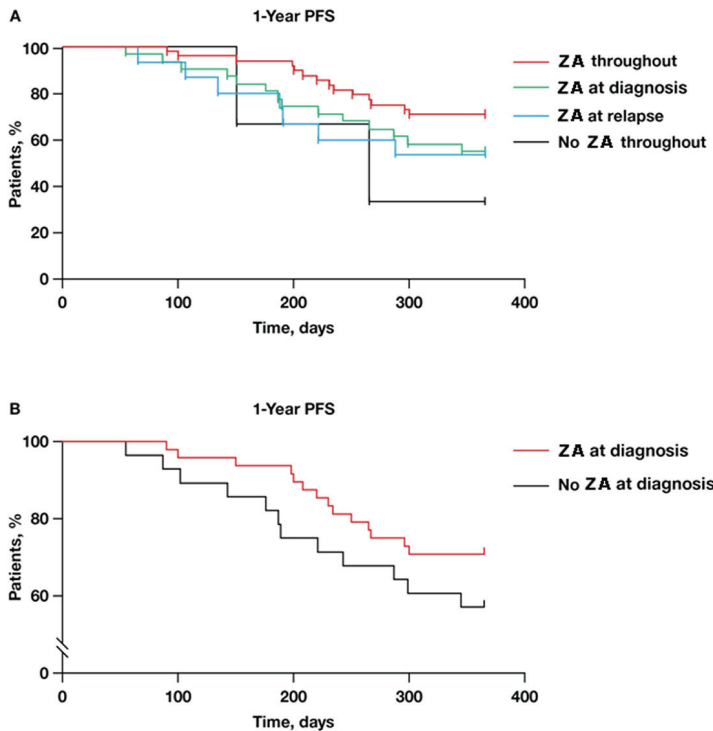 A
1-Year PFS
Patients, %
100
80
60
40
20
0
0 100 200 300 400
Time, days
ZA throughout
ZA at diagnosis
ZA at relapse
No ZA throughout
B
1-Year PFS
Patients, %
100
80
60
0
0 100 200 300 400
Time, days
ZA at diagnosis
No ZA at diagnosis